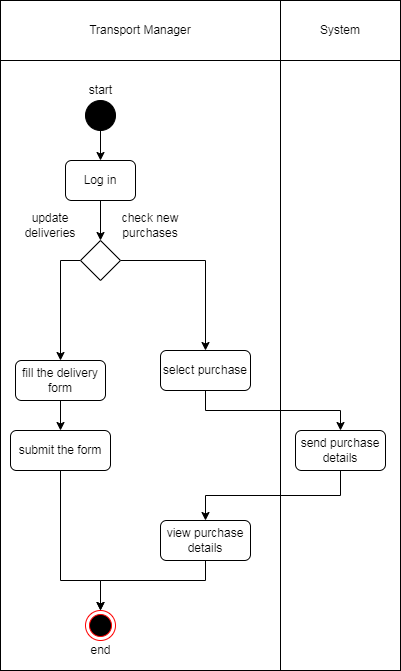 Transport Manager
System
start
Log in
update
deliveries
check new
purchases
fill the delivery
form
select purchase
submit the form
send purchase
details
view purchase
details
end